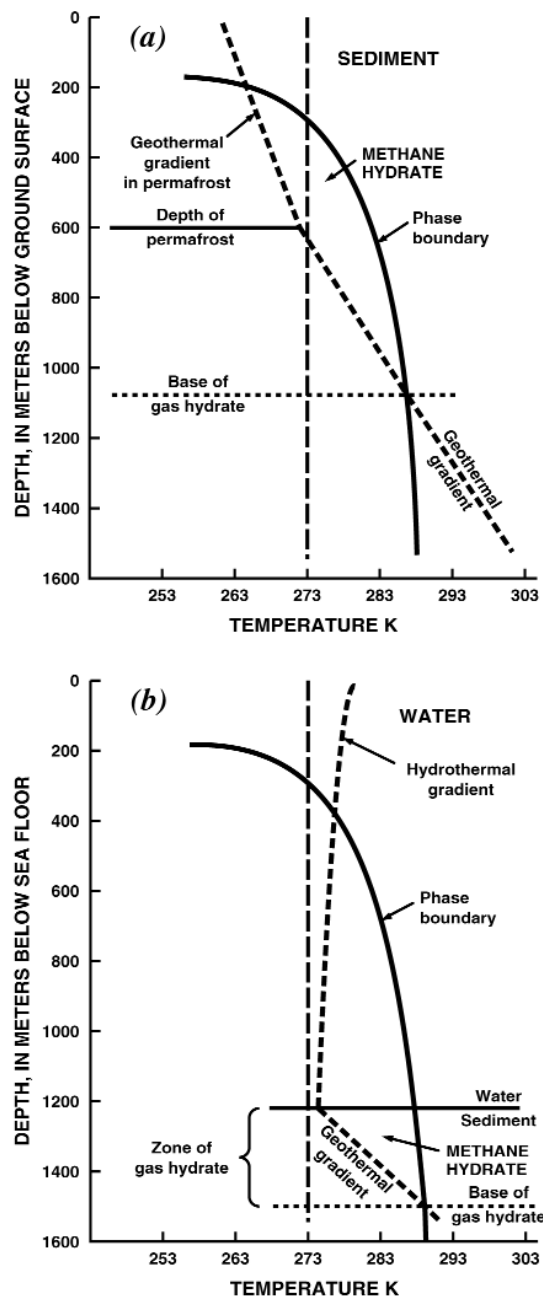 (a)
SEDIMENT
Geothermal
gradient
in permafrost
METHANE
HYDRATE
Depth of
permafrost
Phase
boundary
Base of
gas hydrate
Geothermal
gradient
DEPTH, IN METERS BELOW GROUND SURFACE
0
200
400
600
800
1000
1200
1400
1600
253
263
273
283
293
303
TEMPERATURE K
(b)
WATER
Hydrothermal
gradient
Phase
boundary
Water
Sediment
Zone of
gas hydrate
Geothermal
gradient
METHANE
HYDRATE
Base of
gas hydrate
DEPTH, IN METERS BELOW SEA FLOOR
0
200
400
600
800
1000
1200
1400
1600
253
263
273
283
293
303
TEMPERATURE K